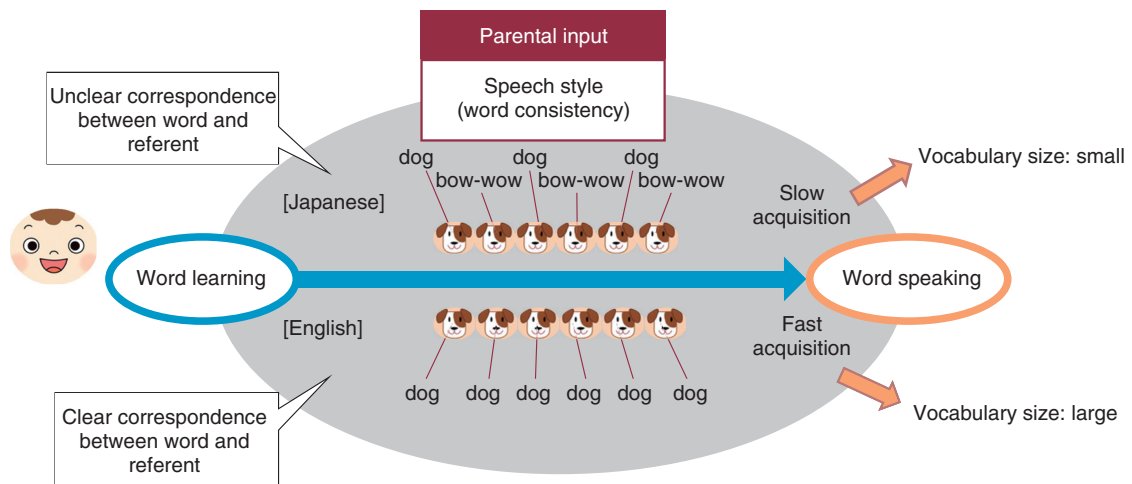 Parental input
Speech style
(word consistency)
Unclear correspondence
between word and
referent
dog dog dog
bow-wow bow-wow bow-wow
[Japanese]
Slow
acquisition
Vocabulary size: small
Word learning
Word speaking
[English]
Fast
acquisition
dog dog dog dog dog dog
Clear correspondence
between word and
referent
Vocabulary size: large